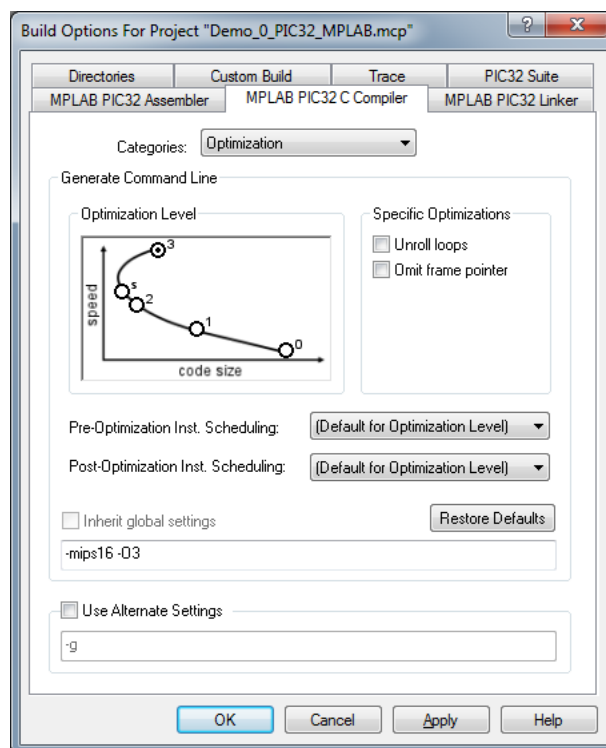 Build Options For Project "Demo_0_PIC32_MPLAB.mcp"
Directories Custom Build Trace PIC32 Suite
MPLAB PIC32 Assembler MPLAB PIC32 C Compiler MPLAB PIC32 Linker
Categories: Optimization
Generate Command Line
Optimization Level Specific Optimizations
3
Unroll loops
Omit frame pointer
s
2
speed
1
0
code size
Pre-Optimization Inst. Scheduling: (Default for Optimization Level)
Post-Optimization Inst. Scheduling: (Default for Optimization Level)
Inherit global settings Restore Defaults
-mips16 -O3
Use Alternate Settings
-g
OK Cancel Apply Help